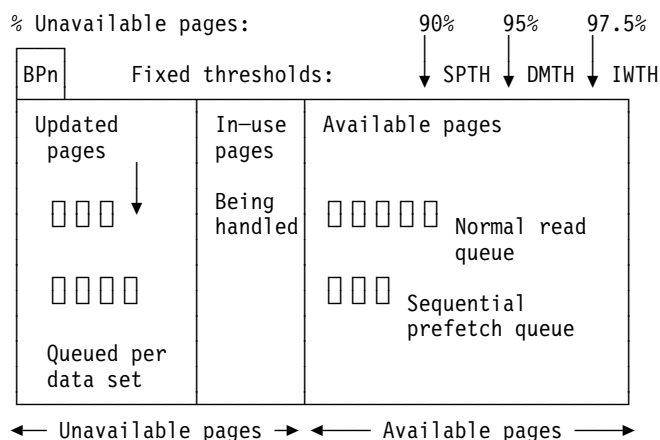 % Unavailable pages: 90% 95% 97.5%
BPn Fixed thresholds: SPTH DMTH IWTH
Updated pages
In—use pages
Available pages
Being handled
Normal read queue
Sequential prefetch queue
Queued per data set
Unavailable pages Available pages